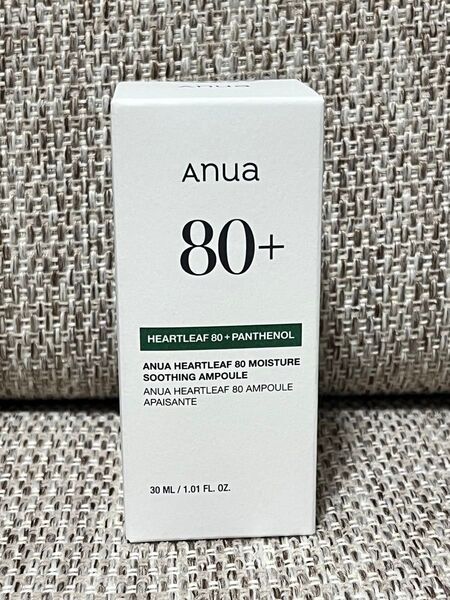 Anua
Anua
80+
HEARTLEAF 80+PANTHENOL
ANUA HEARTLEAF 80 MOISTURE
SOOTHING AMPOULE
ANUA HEARTLEAF 80 AMPOULE
APAISANTE
30 ML / 1.01 FL. OZ.